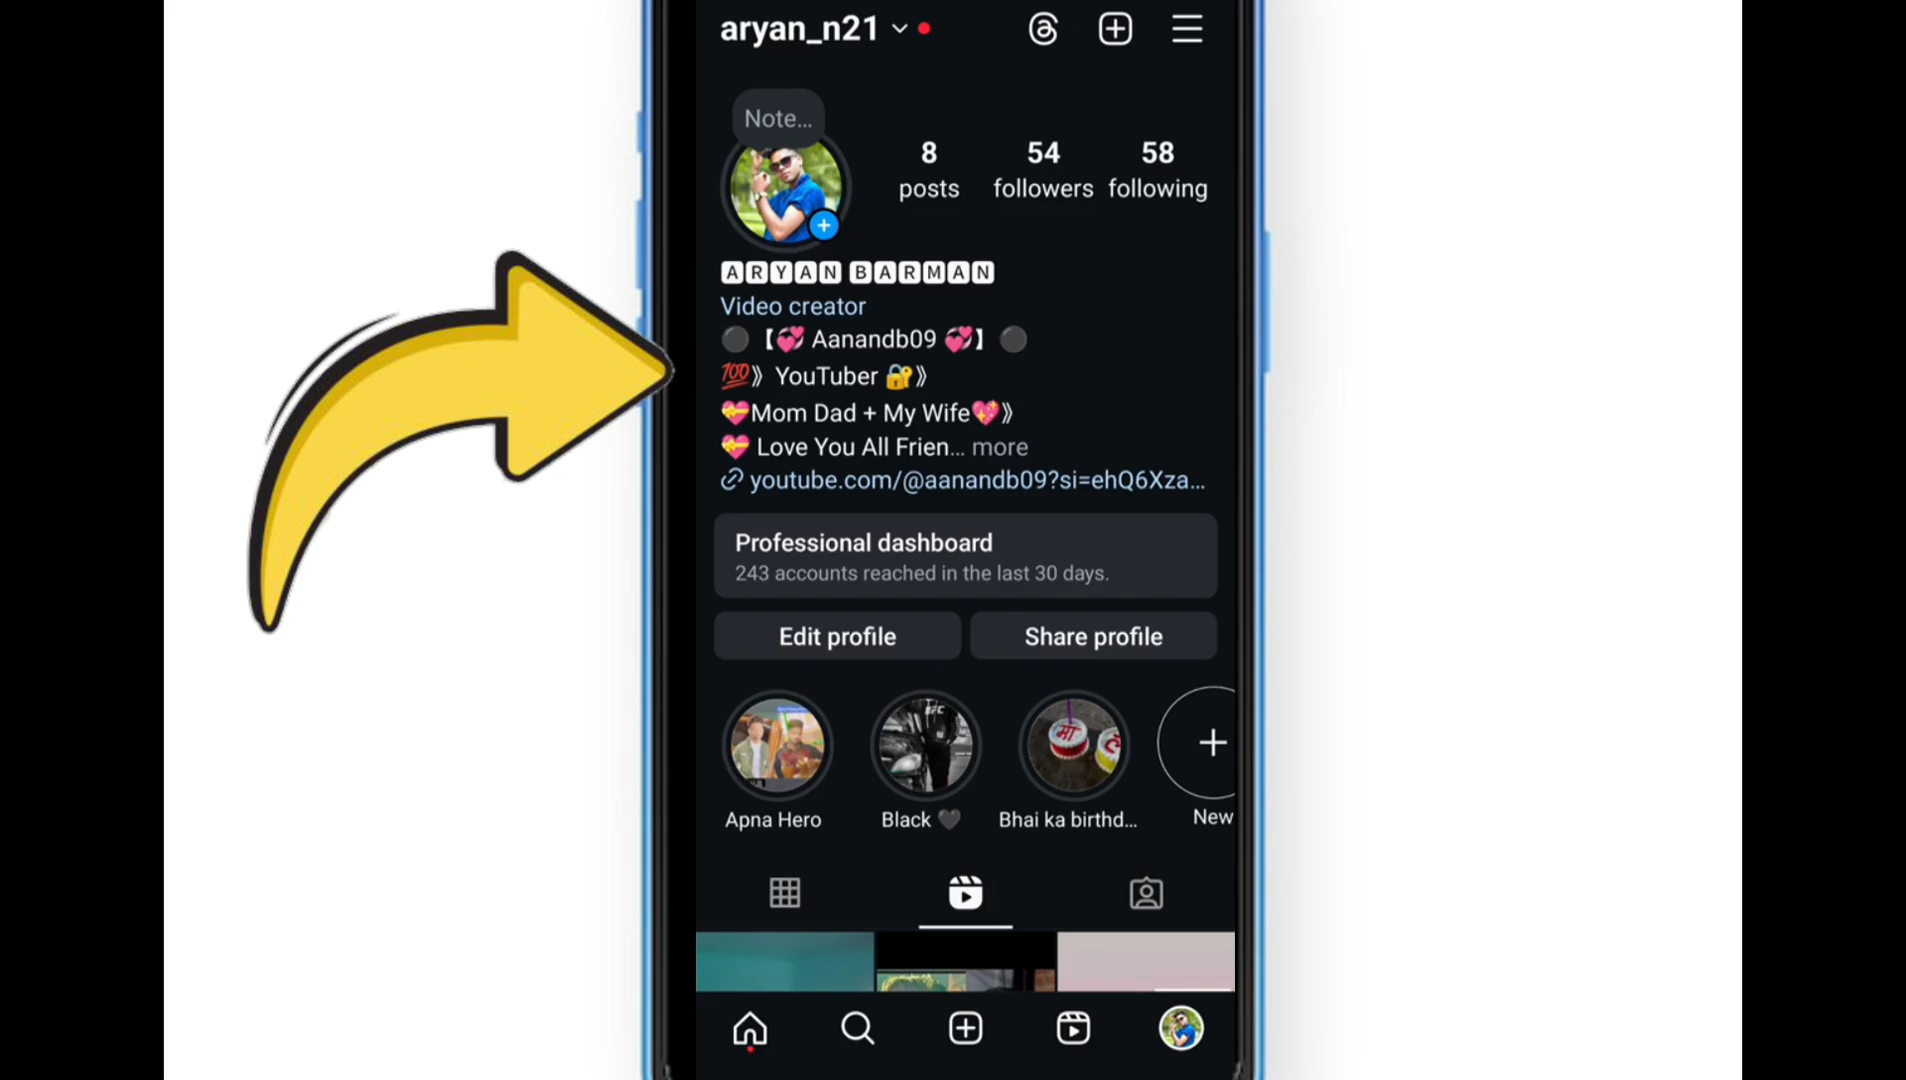 aryan_n21
Note...
8 54 58
posts followers following
ARYAN BARMAN
Video creator
⚫ 【💞 Aanandb09 💞】 ⚫
💯》 YouTuber 🔐》
💝Mom Dad + My Wife💖》
💝 Love You All Frien... more
youtube.com/@aanandb09?si=ehQ6Xza...
Professional dashboard
243 accounts reached in the last 30 days.
Edit profile Share profile
मा
Apna Hero Black 🖤 Bhai ka birthd... New